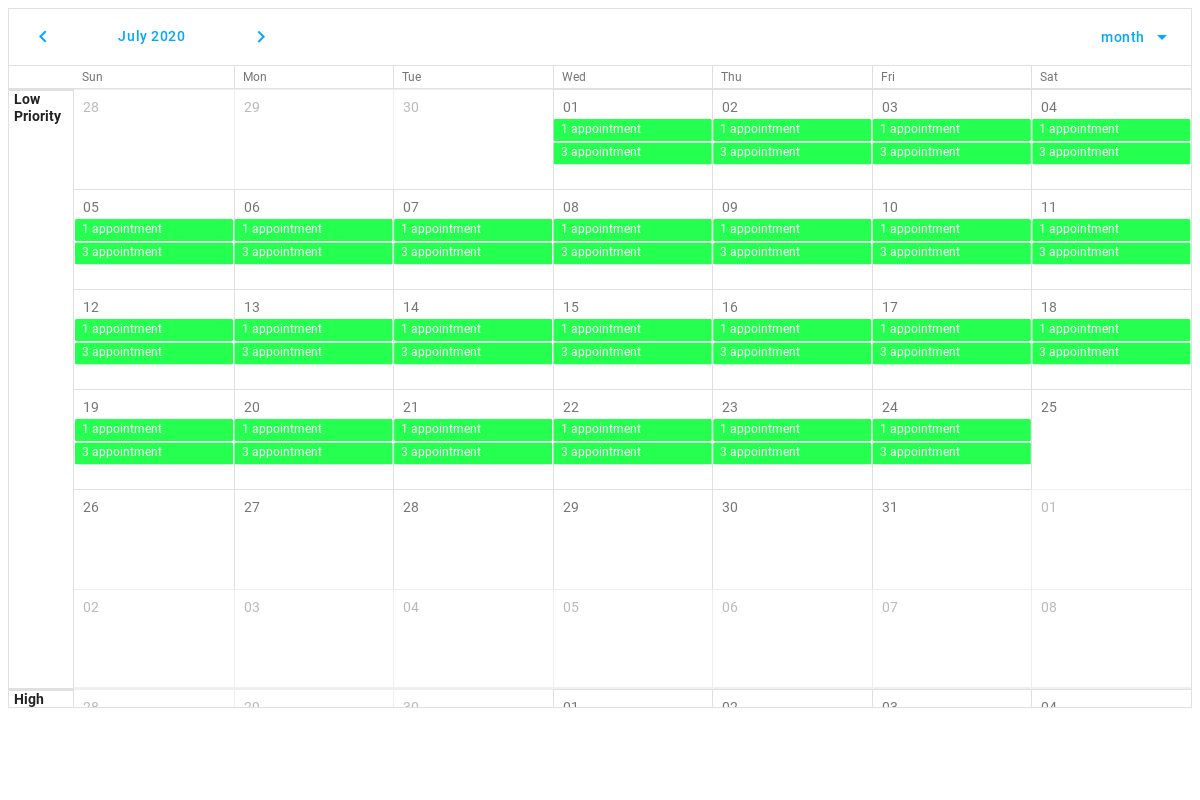 July 2020 month
Sun Mon Tue Wed Thu Fri Sat
Low
Priority
28 29 30 01 02 03 04
1 appointment 1 appointment 1 appointment 1 appointment
3 appointment 3 appointment 3 appointment 3 appointment
05 06 07 08 09 10 11
1 appointment 1 appointment 1 appointment 1 appointment 1 appointment 1 appointment 1 appointment
3 appointment 3 appointment 3 appointment 3 appointment 3 appointment 3 appointment 3 appointment
12 13 14 15 16 17 18
1 appointment 1 appointment 1 appointment 1 appointment 1 appointment 1 appointment 1 appointment
3 appointment 3 appointment 3 appointment 3 appointment 3 appointment 3 appointment 3 appointment
19 20 21 22 23 24 25
1 appointment 1 appointment 1 appointment 1 appointment 1 appointment 1 appointment
3 appointment 3 appointment 3 appointment 3 appointment 3 appointment 3 appointment
26 27 28 29 30 31 01
02 03 04 05 06 07 08
High 28 29 30 01 02 03 04